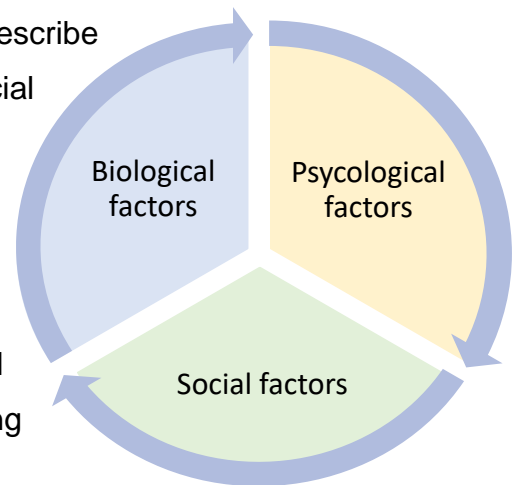 escribe
cial
Biological
factors
Psycological
factors
Social factors
ng